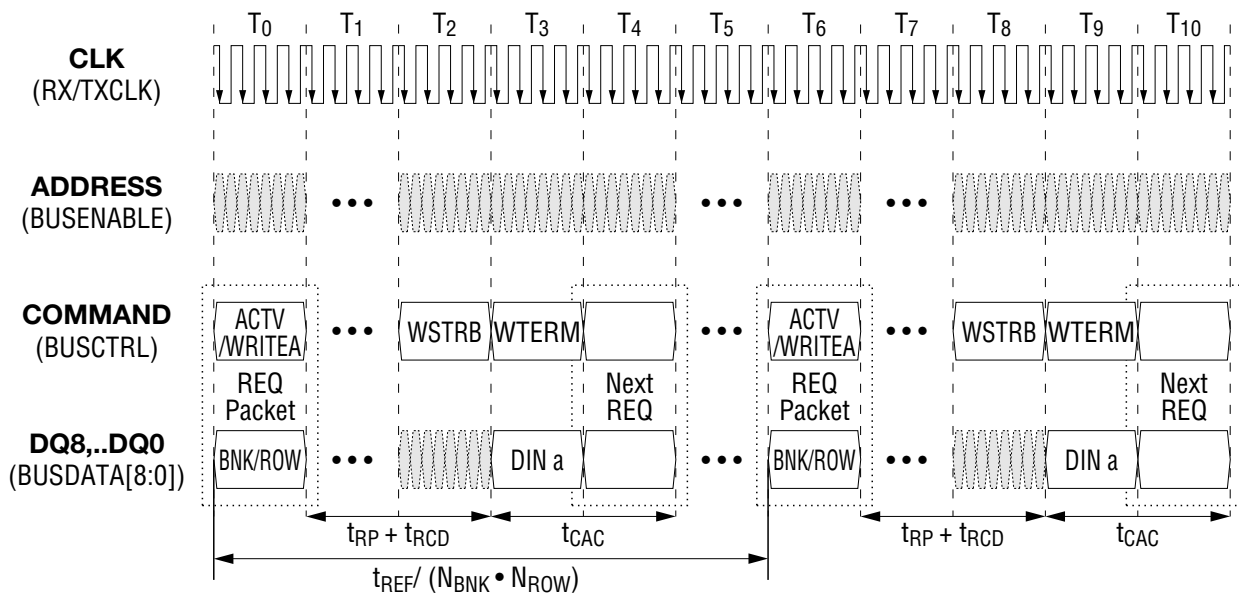 T0 T1 T2 T3 T4 T5 T6 T7 T8 T9 T10
CLK
(RX/TXCLK)
ADDRESS
(BUSENABLE)
••• ••• •••
COMMAND
(BUSCTRL)
ACTV
/WRITEA
••• WSTRB WTERM ••• ACTV
/WRITEA
••• WSTRB WTERM
REQ
Packet
Next
REQ
REQ
Packet
Next
REQ
DQ8,..DQ0
(BUSDATA[8:0])
BNK/ROW ••• DIN a ••• BNK/ROW ••• DIN a
tRP + tRCD tCAC tRP + tRCD tCAC
tREF/ (NBNK • NROW)